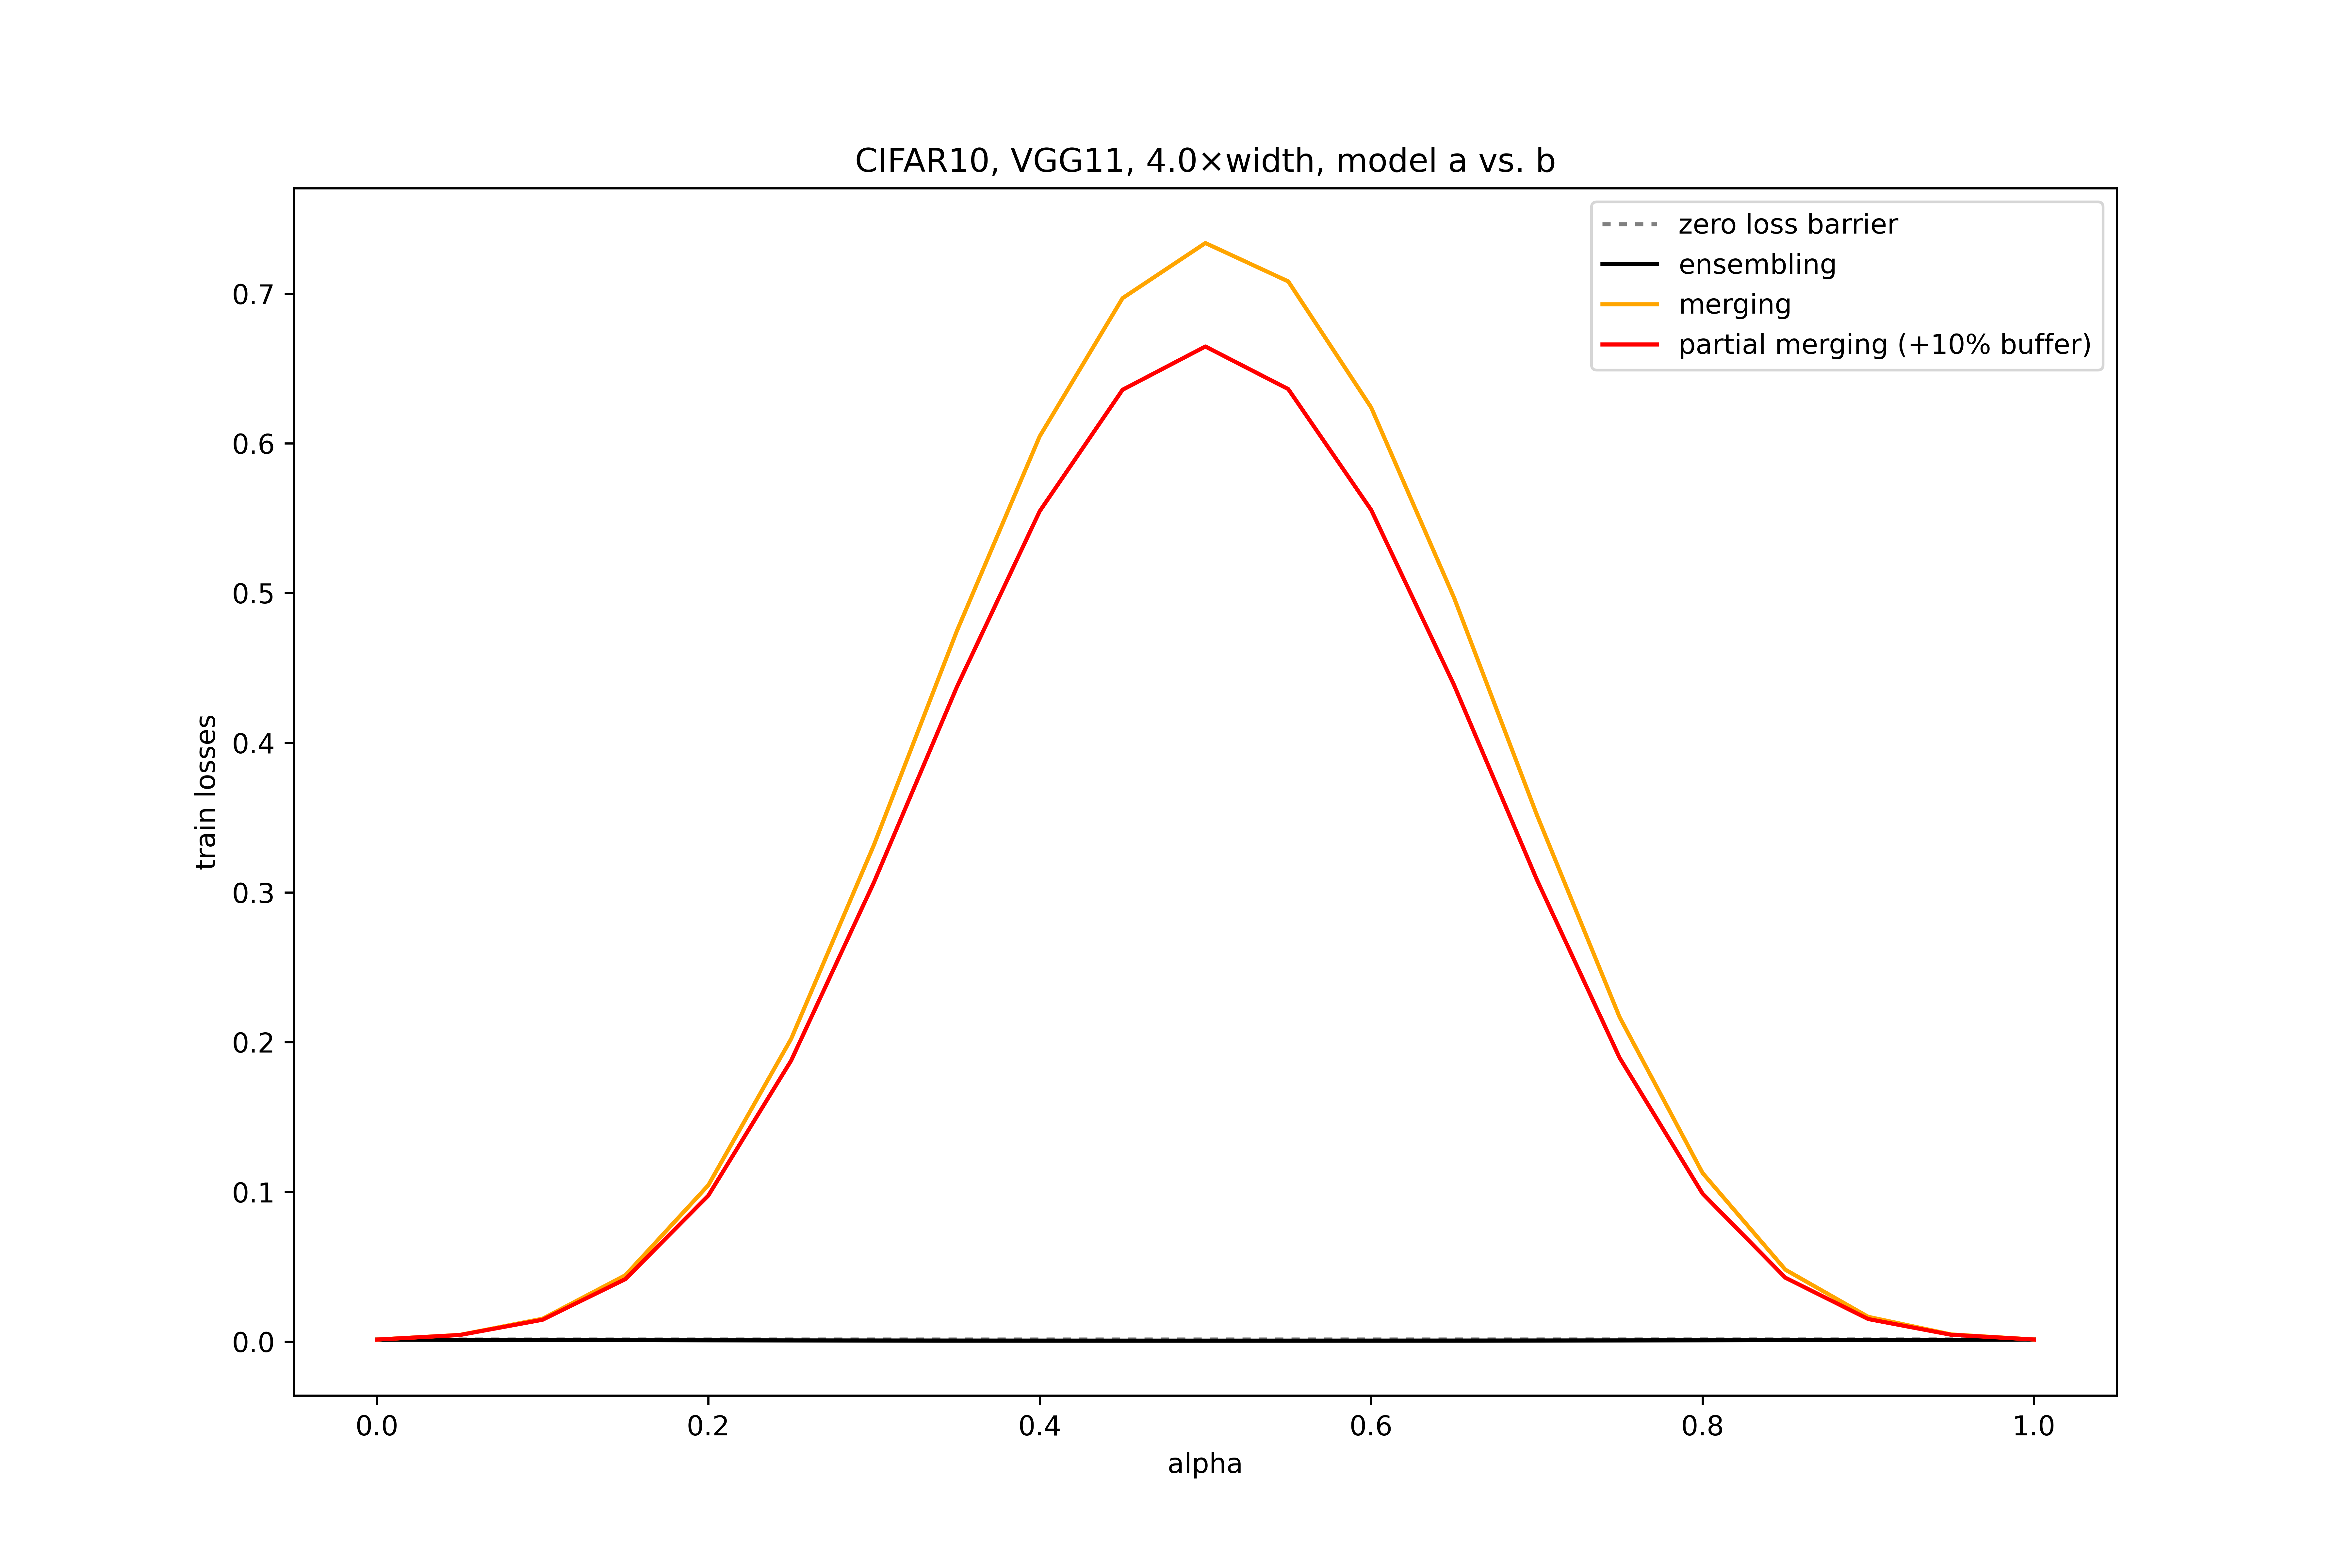 CIFAR10, VGG11, 4.0×width, model a vs. b
zero loss barrier
ensembling
merging
partial merging (+10% buffer)
train losses
0.7
0.6
0.5
0.4
0.3
0.2
0.1
0.0
0.0 0.2 0.4 0.6 0.8 1.0
alpha